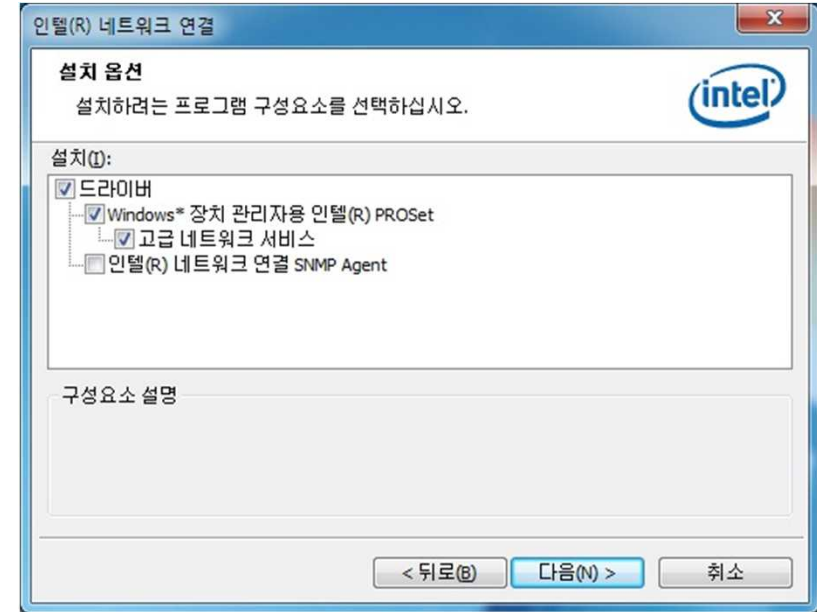 인텔(R) 네트워크 연결
설치 옵션
설치하려는 프로그램 구성요소를 선택하십시오.
intel
설치(I):
드라이버
Windows* 장치 관리자용 인텔(R) PROSet
고급 네트워크 서비스
인텔(R) 네트워크 연결 SNMP Agent
구성요소 설명
< 뒤로(B) 다음(N) > 취소